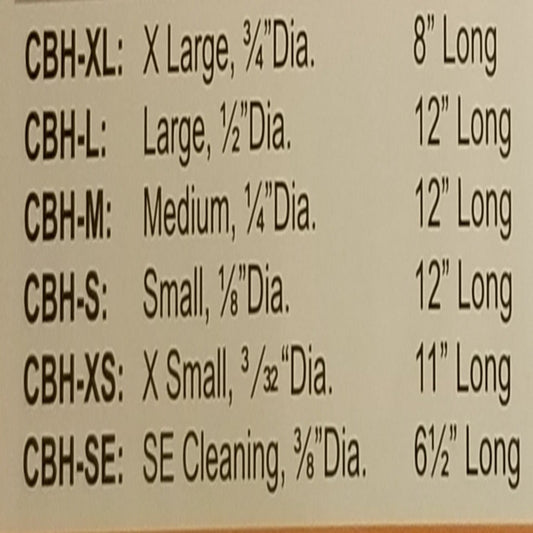 CBH-XL: X Large, ¾”Dia. 8” Long
CBH-L: Large, ½”Dia. 12” Long
CBH-M: Medium, ¼”Dia. 12” Long
CBH-S: Small, ⅛”Dia. 12” Long
CBH-XS: X Small, 3/32“Dia. 11” Long
CBH-SE: SE Cleaning, ⅜”Dia. 6½” Long